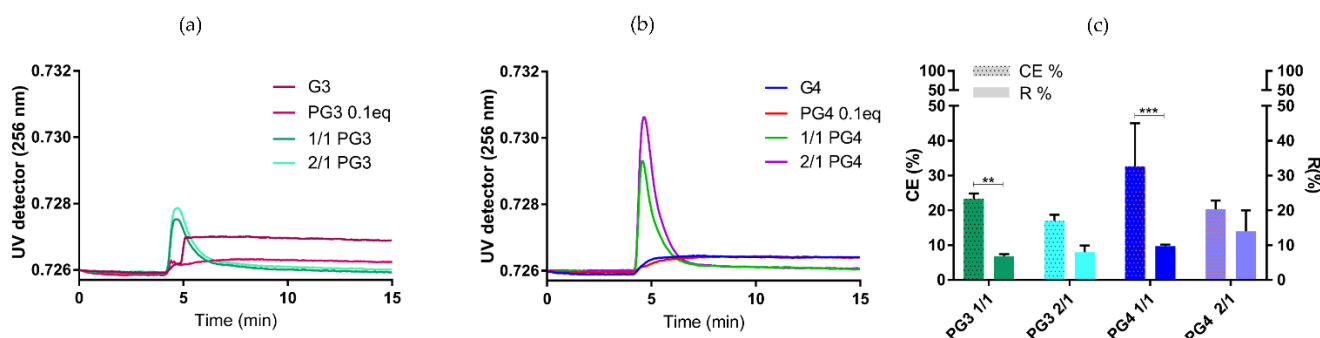 (a)
UV detector (256 nm)
0.732
0.730
0.728
0.726
0
5
10
15
Time (min)
G3
PG3 0.1eq
1/1 PG3
2/1 PG3
(b)
UV detector (256 nm)
0.732
0.730
0.728
0.726
0
5
10
15
Time (min)
G4
PG4 0.1eq
1/1 PG4
2/1 PG4
(c)
CE (%)
100
50
50
40
30
20
10
0
CE %
R %
**
***
PG3 1/1
PG3 2/1
PG4 1/1
PG4 2/1
100
50
50
40
30
20
10
0
R(%)